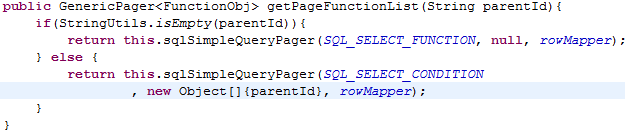 public GenericPager<FunctionObj> getPageFunctionList(String parentId){
    if(StringUtils.isEmpty(parentId)){
        return this.sqlSimpleQueryPager(SQL_SELECT_FUNCTION, null, rowMapper);
    } else {
        return this.sqlSimpleQueryPager(SQL_SELECT_CONDITION
                , new Object[]{parentId}, rowMapper);
    }
}